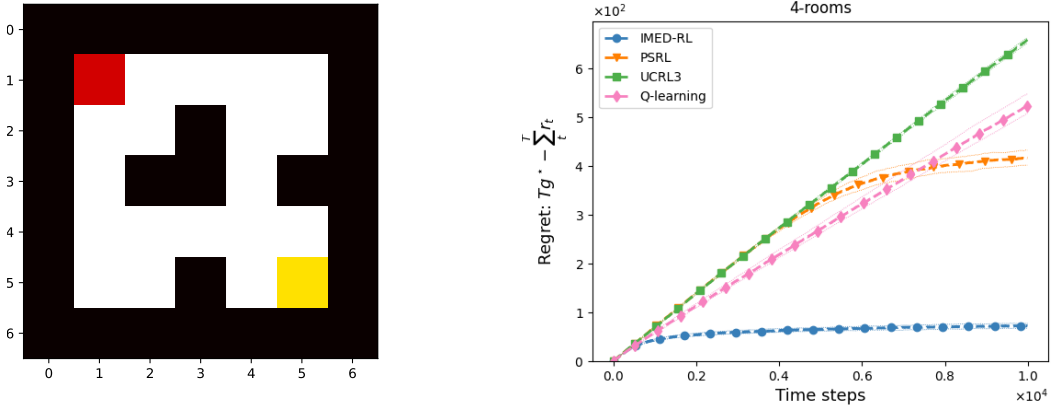 0
1
2
3
4
5
6
0 1 2 3 4 5 6
4-rooms
×10²
IMED-RL
PSRL
UCRL3
Q-learning
6
5
4
3
2
1
0
Regret: Tg* − ∑ₜᵀ rₜ
0.0 0.2 0.4 0.6 0.8 1.0
×10⁴
Time steps